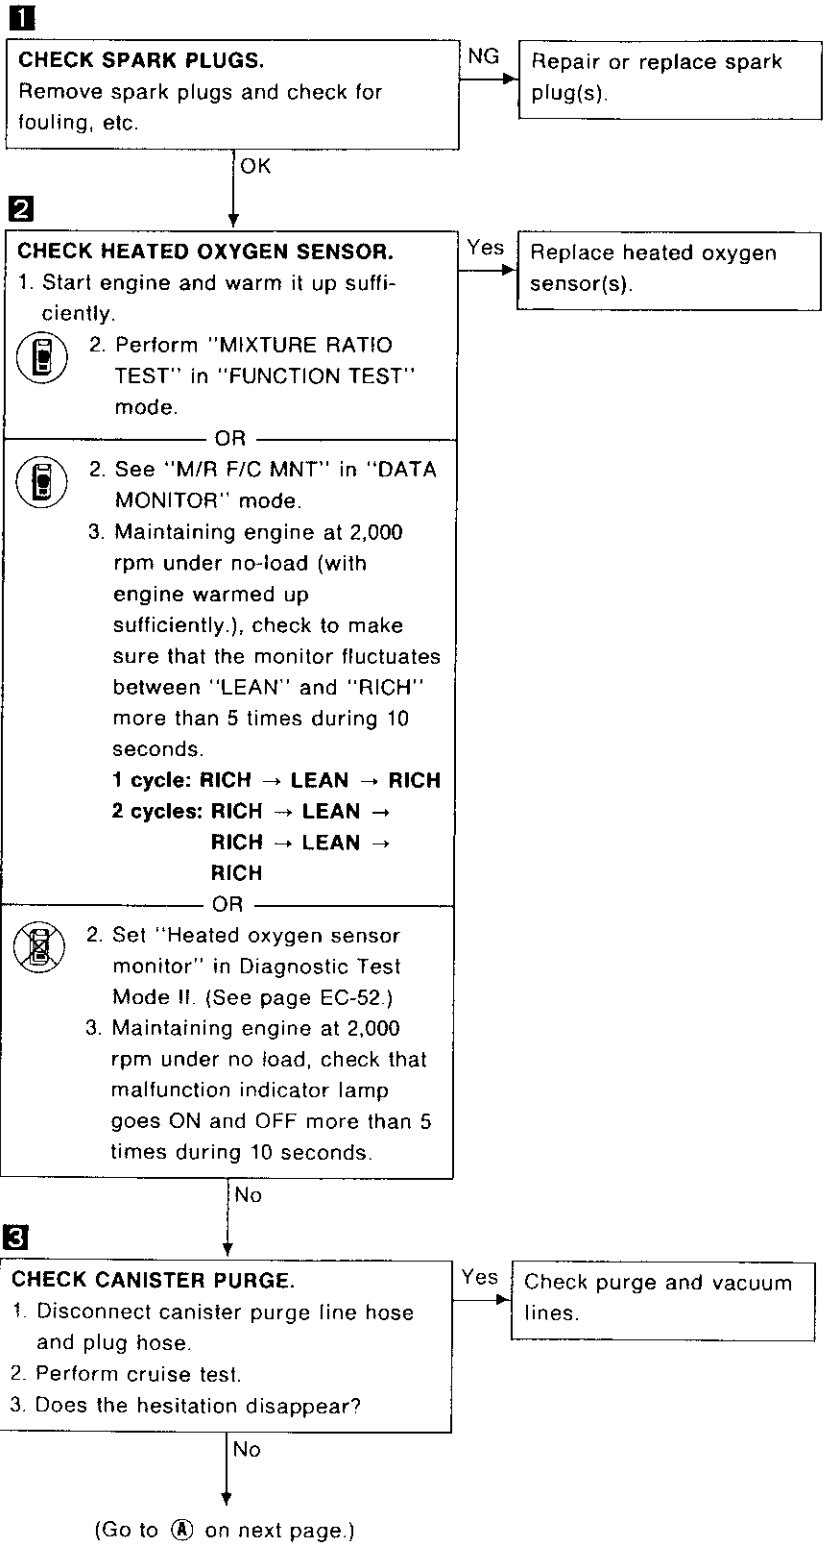 1
CHECK SPARK PLUGS.
Remove spark plugs and check for
fouling, etc.
NG
Repair or replace spark
plug(s).
OK
2
CHECK HEATED OXYGEN SENSOR.
1. Start engine and warm it up suffi-
ciently.
2. Perform "MIXTURE RATIO
TEST" in "FUNCTION TEST"
mode.
OR
2. See "M/R F/C MNT" in "DATA
MONITOR" mode.
3. Maintaining engine at 2,000
rpm under no-load (with
engine warmed up
sufficiently.), check to make
sure that the monitor fluctuates
between "LEAN" and "RICH"
more than 5 times during 10
seconds.
1 cycle: RICH → LEAN → RICH
2 cycles: RICH → LEAN →
RICH → LEAN →
RICH
OR
2. Set "Heated oxygen sensor
monitor" in Diagnostic Test
Mode II. (See page EC-52.)
3. Maintaining engine at 2,000
rpm under no load, check that
malfunction indicator lamp
goes ON and OFF more than 5
times during 10 seconds.
Yes
Replace heated oxygen
sensor(s).
No
3
CHECK CANISTER PURGE.
1. Disconnect canister purge line hose
and plug hose.
2. Perform cruise test.
3. Does the hesitation disappear?
Yes
Check purge and vacuum
lines.
No
(Go to Ⓐ on next page.)